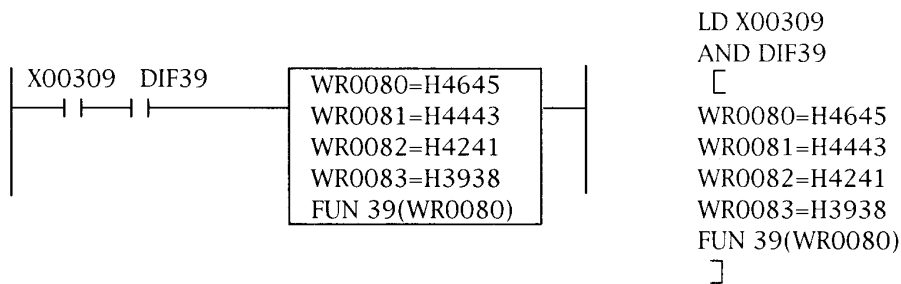 X00309 DIF39
WR0080=H4645
WR0081=H4443
WR0082=H4241
WR0083=H3938
FUN 39(WR0080)
LD X00309
AND DIF39
[
WR0080=H4645
WR0081=H4443
WR0082=H4241
WR0083=H3938
FUN 39(WR0080)
]